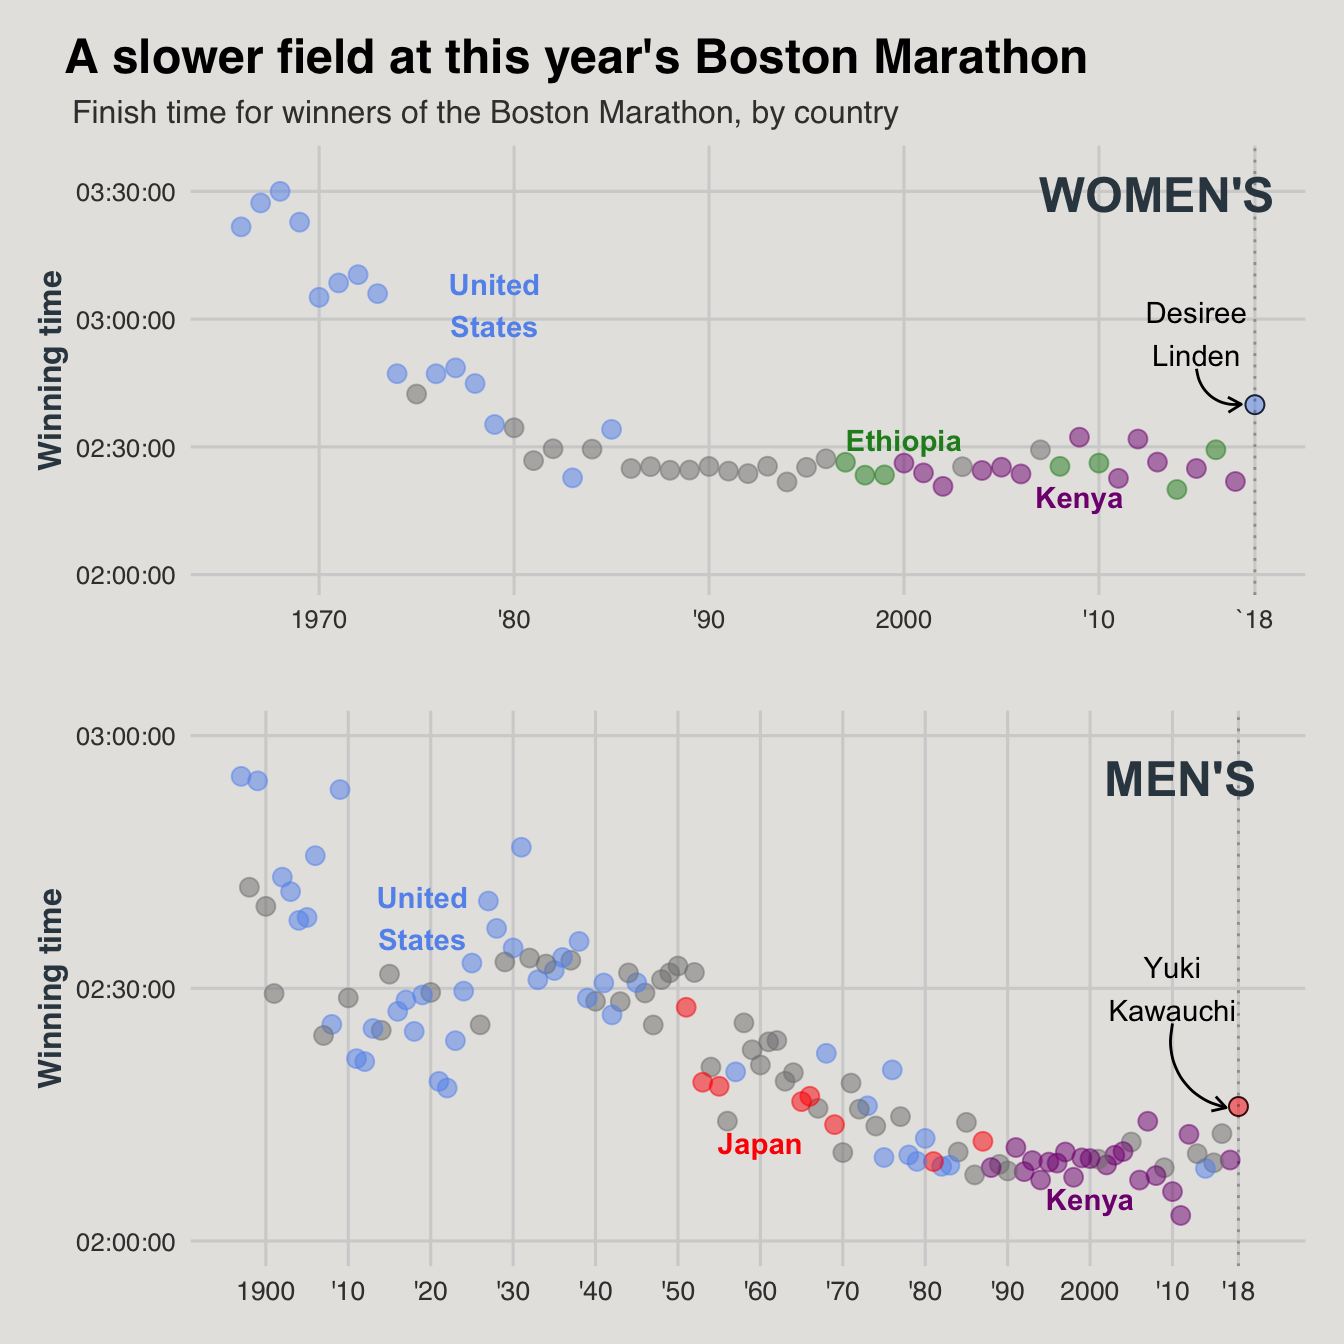 A slower field at this year's Boston Marathon
Finish time for winners of the Boston Marathon, by country
WOMEN'S
Winning time
03:30:00
03:00:00
02:30:00
02:00:00
United
States
Desiree
Linden
Ethiopia
Kenya
1970 '80 '90 2000 '10 `18
MEN'S
Winning time
03:00:00
02:30:00
02:00:00
United
States
Yuki
Kawauchi
Japan
Kenya
1900 '10 '20 '30 '40 '50 '60 '70 '80 '90 2000 '10 '18